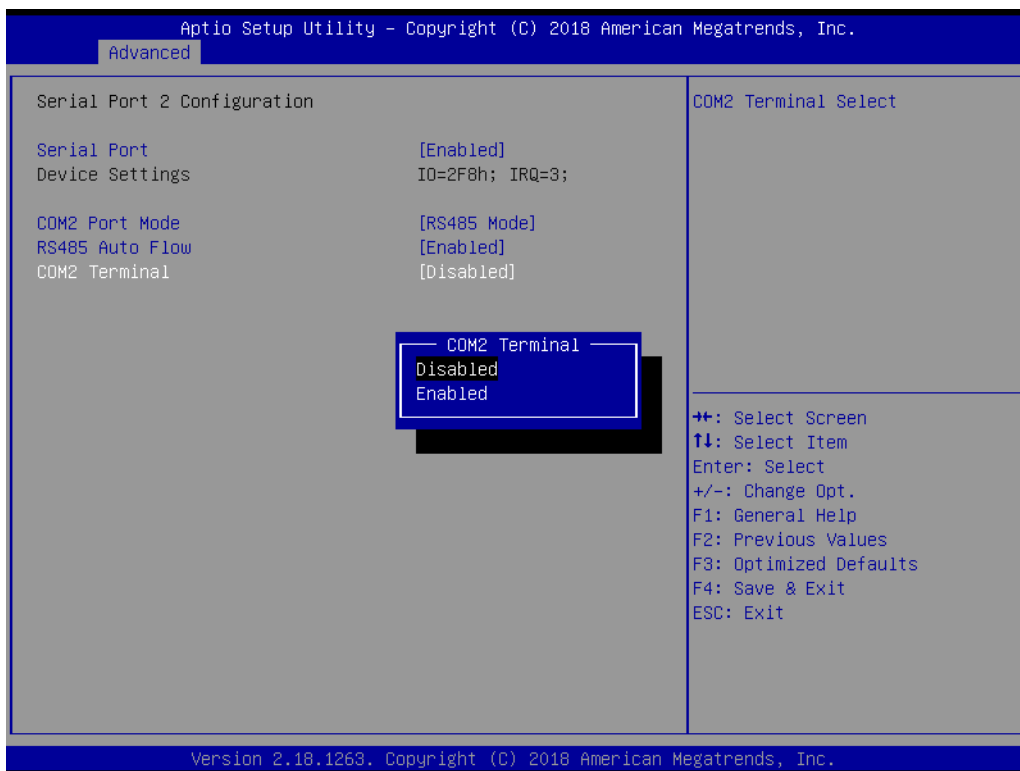 Aptio Setup Utility – Copyright (C) 2018 American Megatrends, Inc.
Advanced
Serial Port 2 Configuration
Serial Port [Enabled]
Device Settings IO=2F8h; IRQ=3;
COM2 Port Mode [RS485 Mode]
RS485 Auto Flow [Enabled]
COM2 Terminal [Disabled]
COM2 Terminal
Disabled
Enabled
COM2 Terminal Select
→←: Select Screen
↑↓: Select Item
Enter: Select
+/-: Change Opt.
F1: General Help
F2: Previous Values
F3: Optimized Defaults
F4: Save & Exit
ESC: Exit
Version 2.18.1263. Copyright (C) 2018 American Megatrends, Inc.